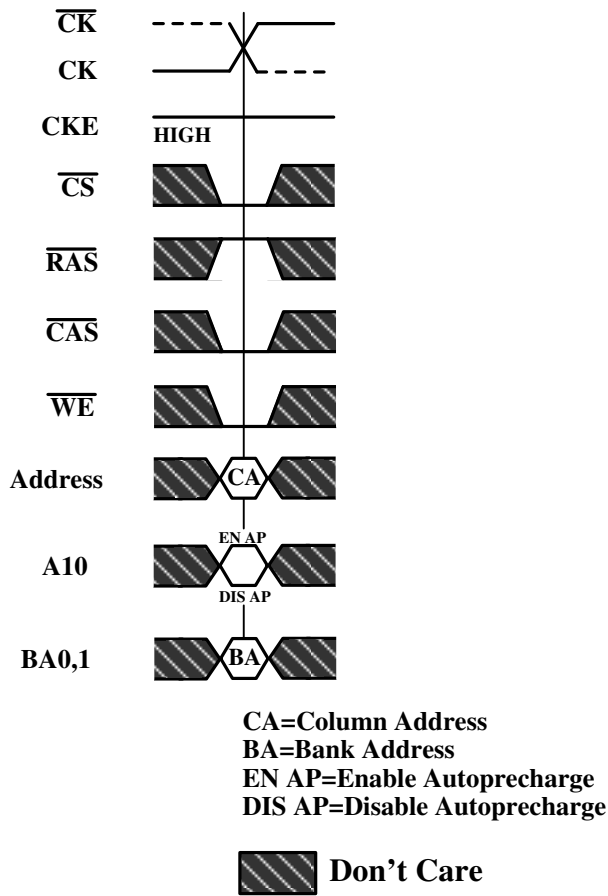 CK
CK
CKE
HIGH
CS
RAS
CAS
WE
Address
CA
EN AP
A10
DIS AP
BA0,1
BA
CA=Column Address
BA=Bank Address
EN AP=Enable Autoprecharge
DIS AP=Disable Autoprecharge
Don't Care